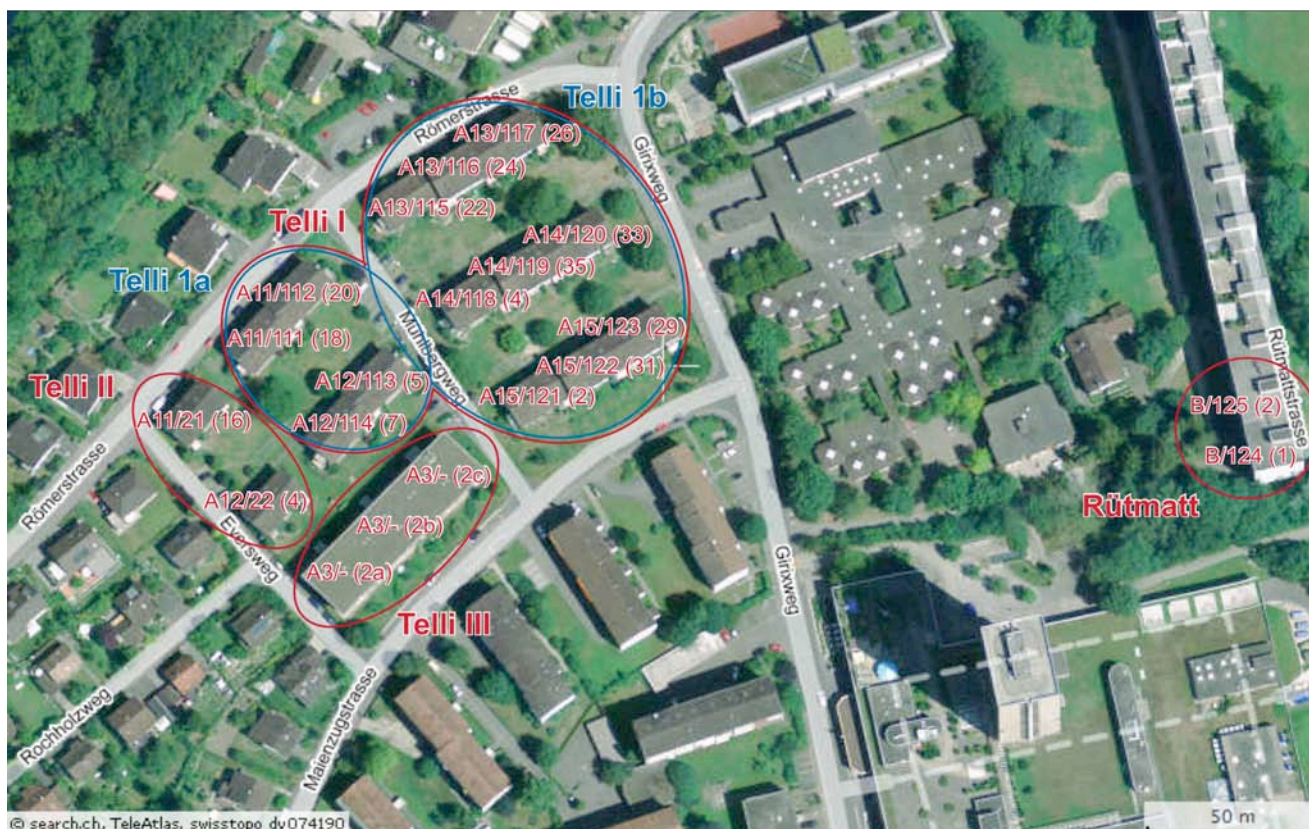 Römerstrasse
Telli 1b
A13/117 (26)
A13/116 (24)
Girixweg
A13/115 (22)
Telli I
A14/120 (33)
Telli 1a
A14/119 (35)
A11/112 (20)
A14/118 (4)
A15/123 (29)
A11/111 (18)
Mühlbergweg
A15/122 (31)
Rütmattstrasse
Telli II
A12/113 (5)
A15/121 (2)
B/125 (2)
A11/21 (16)
A12/114 (7)
B/124 (1)
Römerstrasse
A3/- (2c)
Rütmatt
A12/22 (4)
A3/- (2b)
Eversweg
A3/- (2a)
Girixweg
Telli III
Rochholzweg
Maienzugstrasse
© search.ch, TeleAtlas, swisstopo dv074190
50 m